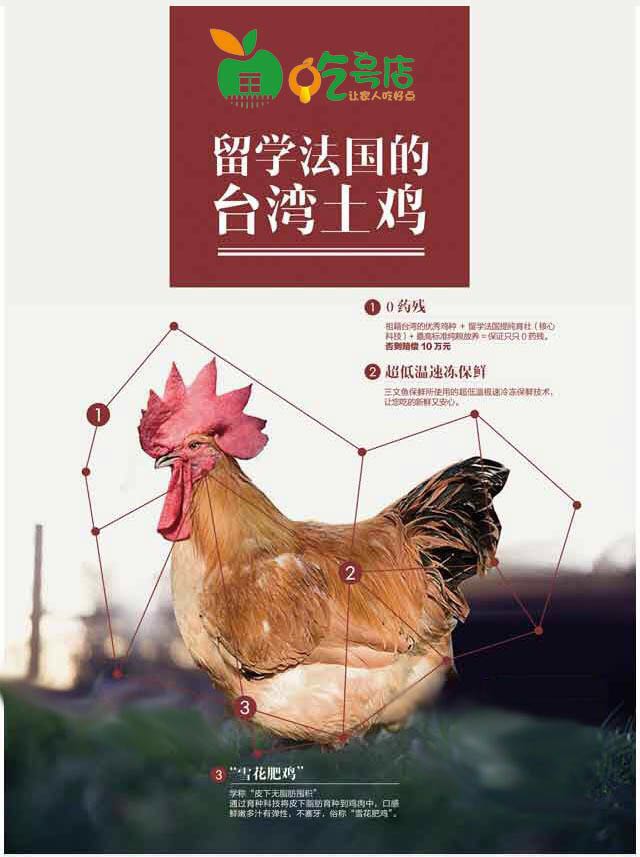 吃号店
让家人吃好点
留学法国的
台湾土鸡
1 0 药残
祖籍台湾的优秀鸡种 + 留学法国提纯育壮（核心
科技）+ 最高标准纯粮放养 = 保证只只 0 药残。
否则赔偿 10 万元
2 超低温速冻保鲜
三文鱼保鲜所使用的超低温极速冷冻保鲜技术，
让您吃的新鲜又安心。
1
2
3
3 “雪花肥鸡”
学称“皮下无脂肪囤积”
通过育种科技将皮下脂肪育种到鸡肉中，口感
鲜嫩多汁有弹性，不塞牙，俗称“雪花肥鸡”。